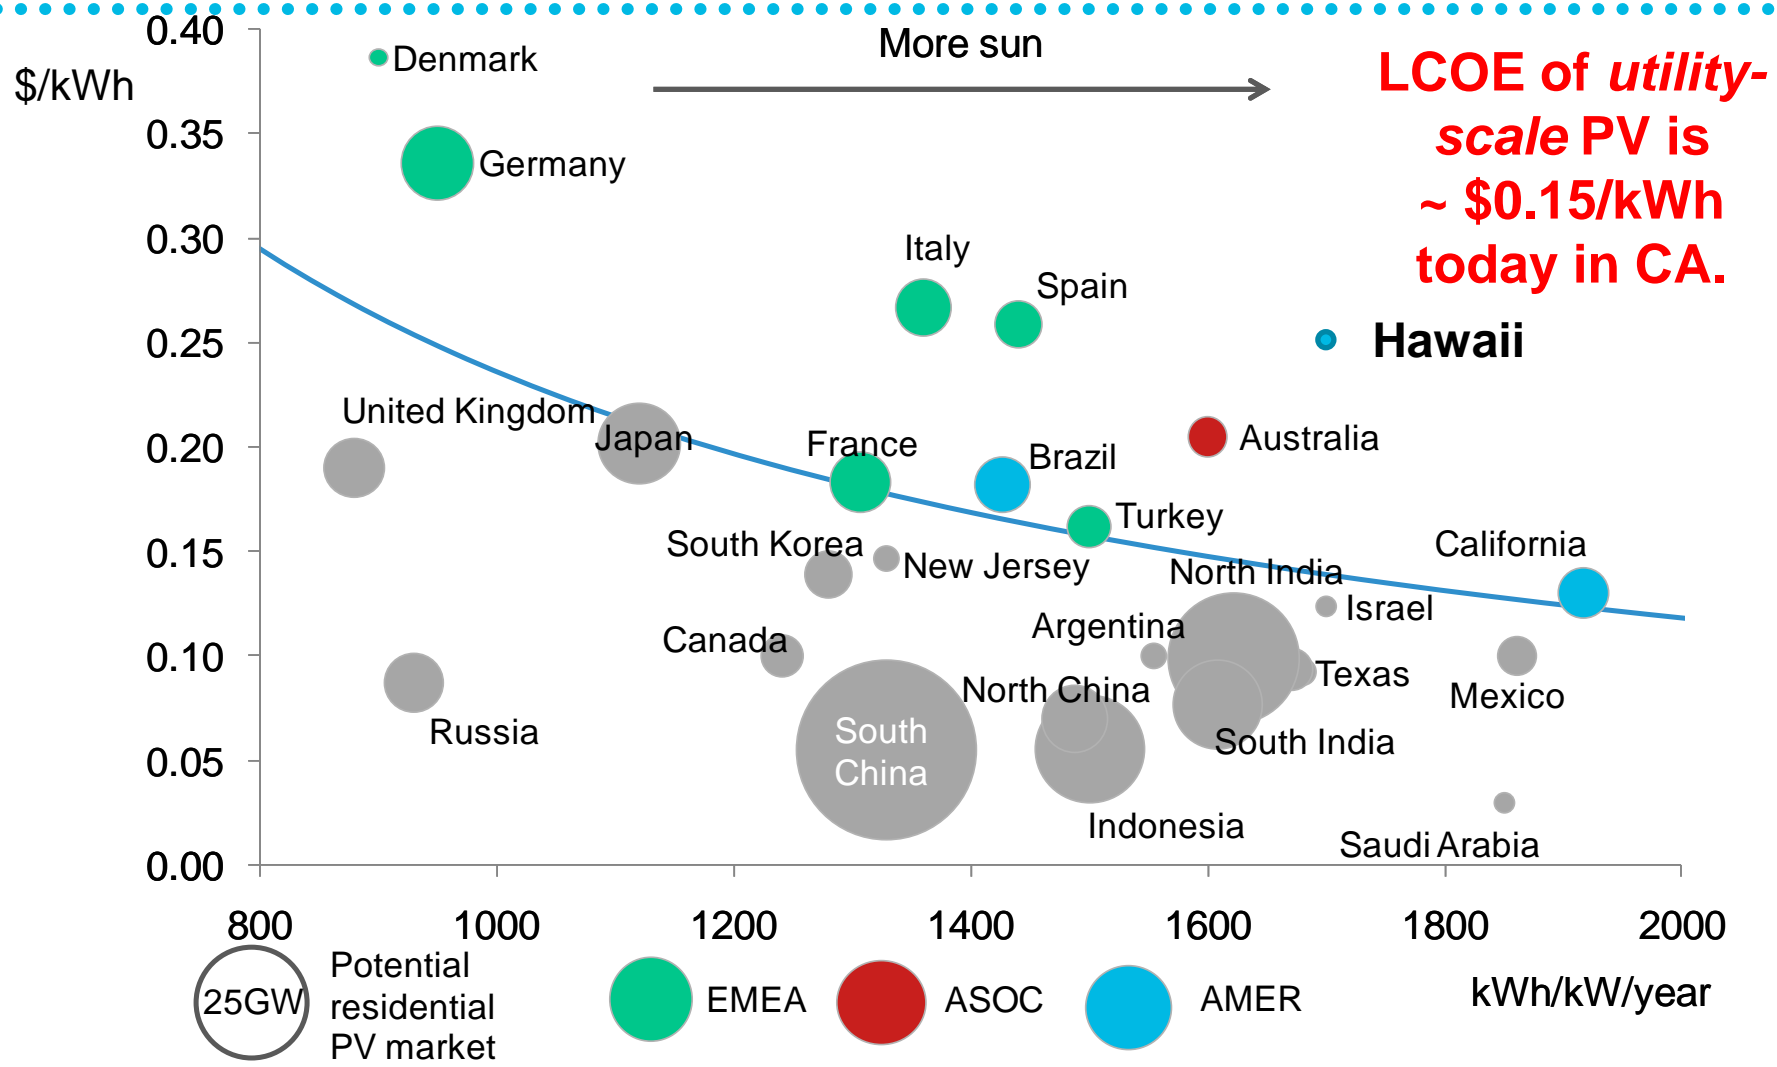 0.40
$/kWh
0.35
0.30
0.25
0.20
0.15
0.10
0.05
0.00
More sun
LCOE of utility-
scale PV is
~ $0.15/kWh
today in CA.
Denmark
Germany
Italy
Spain
Hawaii
United Kingdom
Japan
France
Brazil
Australia
Turkey
South Korea
New Jersey
North India
California
Israel
Canada
Argentina
Texas
Mexico
North China
Russia
South
China
South India
Indonesia
Saudi Arabia
800
1000
1200
1400
1600
1800
2000
kWh/kW/year
25GW
Potential
residential
PV market
EMEA
ASOC
AMER